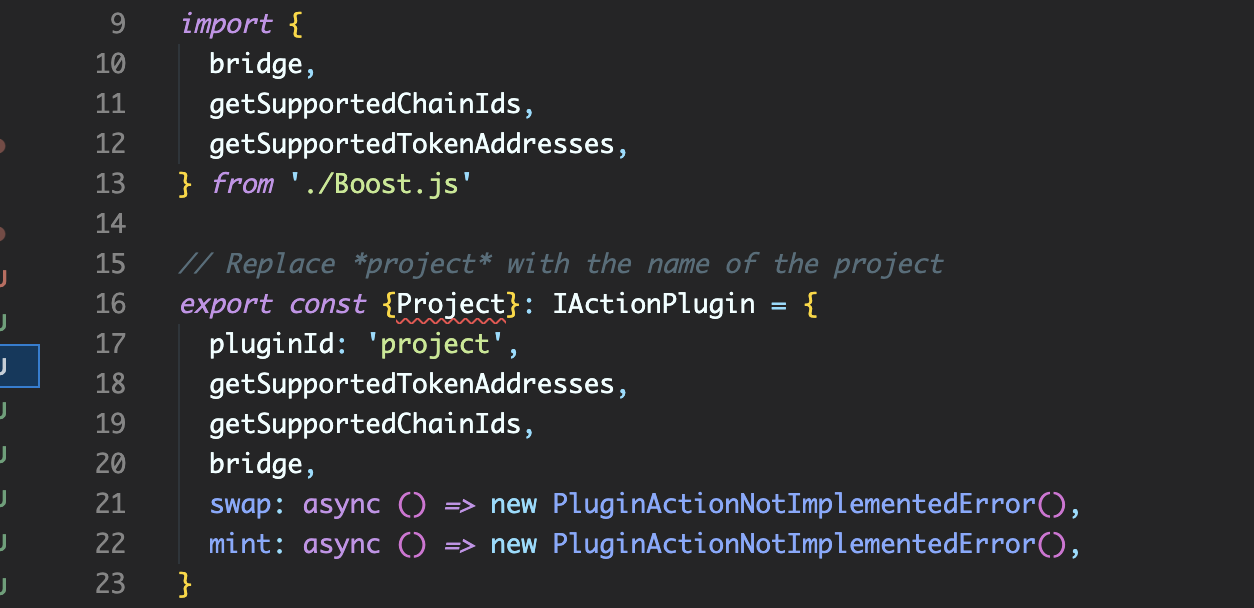 9 import {
10 bridge,
11 getSupportedChainIds,
12 getSupportedTokenAddresses,
13 } from './Boost.js'
14
15 // Replace *project* with the name of the project
16 export const {Project}: IActionPlugin = {
17 pluginId: 'project',
18 getSupportedTokenAddresses,
19 getSupportedChainIds,
20 bridge,
21 swap: async () => new PluginActionNotImplementedError(),
22 mint: async () => new PluginActionNotImplementedError(),
23 }